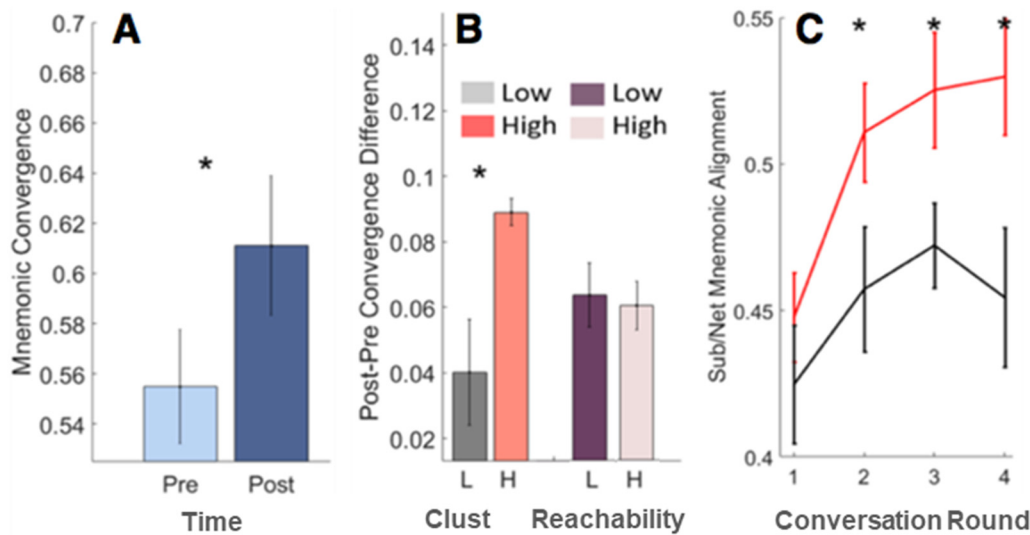 A
Mnemonic Convergence
0.7
0.68
0.66
0.64
0.62
0.6
0.58
0.56
0.54
*
Pre Post
Time
B
Post-Pre Convergence Difference
0.14
0.12
0.1
0.08
0.06
0.04
0.02
Low Low
High High
*
L H L H
Clust Reachability
C
Sub/Net Mnemonic Alignment
0.55
0.5
0.45
0.4
* * *
1 2 3 4
Conversation Round